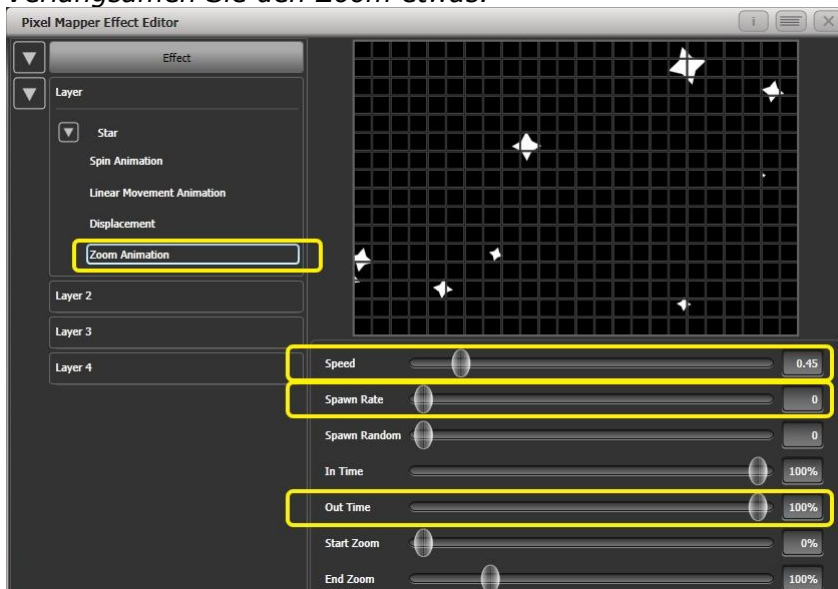 Verlangsamen Sie den Zoom etwas.
Pixel Mapper Effect Editor
i
X
Effect
Layer
Star
Spin Animation
Linear Movement Animation
Displacement
Zoom Animation
Layer 2
Layer 3
Layer 4
Speed 0.45
Spawn Rate 0
Spawn Random 0
In Time 100%
Out Time 100%
Start Zoom 0%
End Zoom 100%